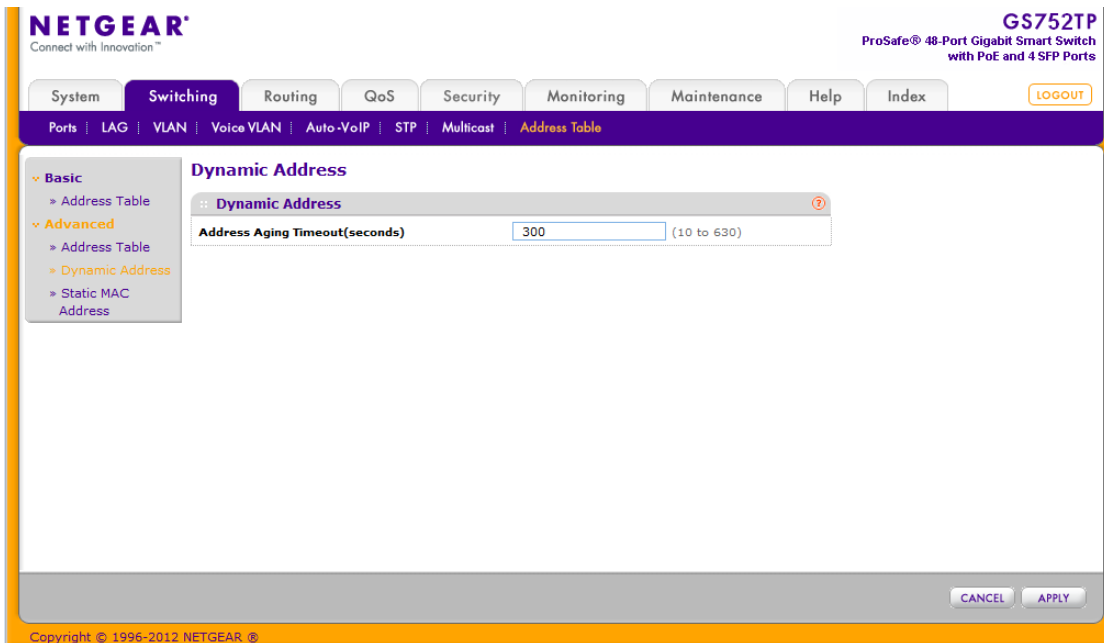 NETGEAR®
Connect with Innovation™
GS752TP
ProSafe® 48-Port Gigabit Smart Switch
with PoE and 4 SFP Ports
System Switching Routing QoS Security Monitoring Maintenance Help Index LOGOUT
Ports | LAG | VLAN | Voice VLAN | Auto-VoIP | STP | Multicast | Address Table
Basic
» Address Table
Advanced
» Address Table
» Dynamic Address
» Static MAC
Address
Dynamic Address
Dynamic Address ?
Address Aging Timeout(seconds) 300 (10 to 630)
CANCEL APPLY
Copyright © 1996-2012 NETGEAR ®